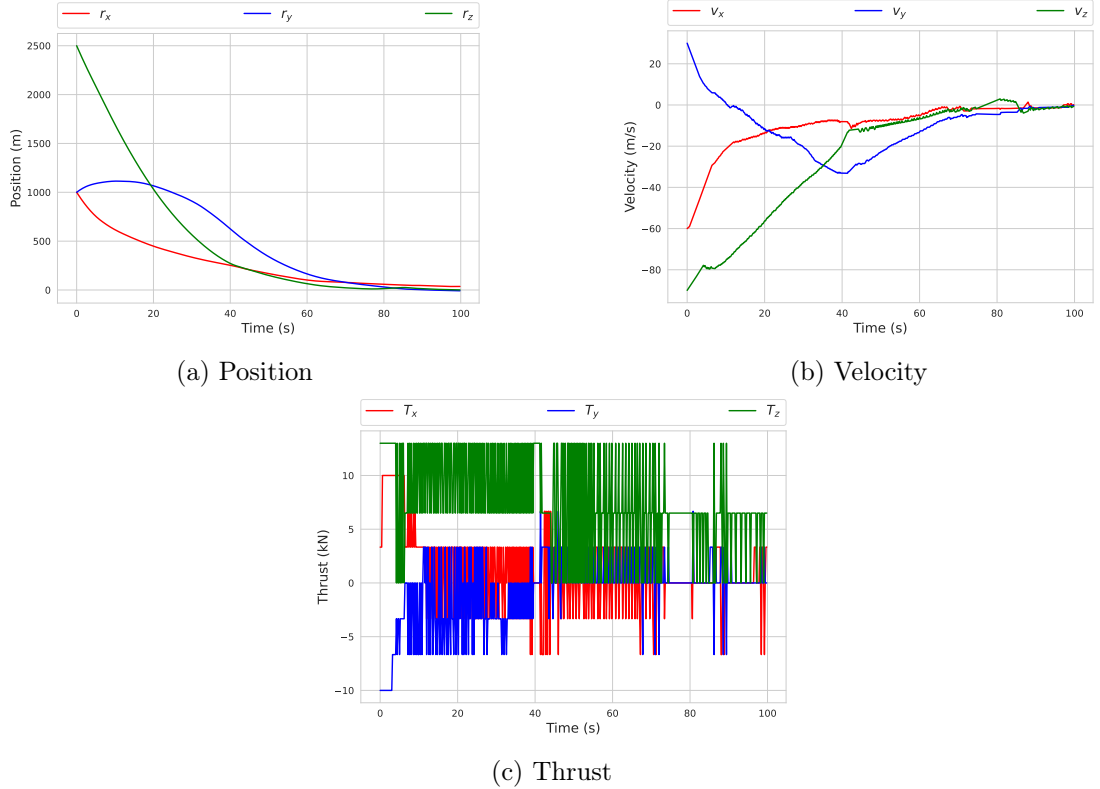 r_x r_y r_z
2500
2000
1500
1000
500
0
Position (m)
0 20 40 60 80 100
Time (s)
(a) Position
v_x v_y v_z
20
0
−20
−40
−60
−80
Velocity (m/s)
0 20 40 60 80 100
Time (s)
(b) Velocity
T_x T_y T_z
10
5
0
−5
−10
Thrust (kN)
0 20 40 60 80 100
Time (s)
(c) Thrust